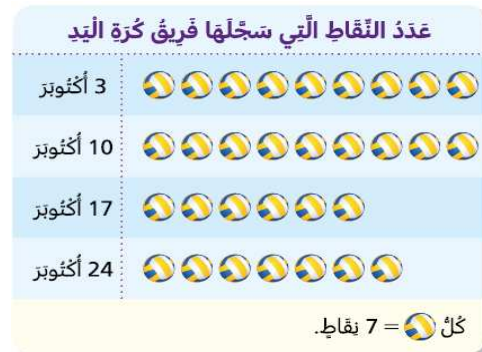 عَدَدُ النِّقَاطِ الَّتِي سَجَّلَهَا فَرِيقُ كُرَةِ الْيَدِ
3 أُكْتُوبَرَ
10 أُكْتُوبَرَ
17 أُكْتُوبَرَ
24 أُكْتُوبَرَ
كُلُّ = 7 نِقَاطٍ.